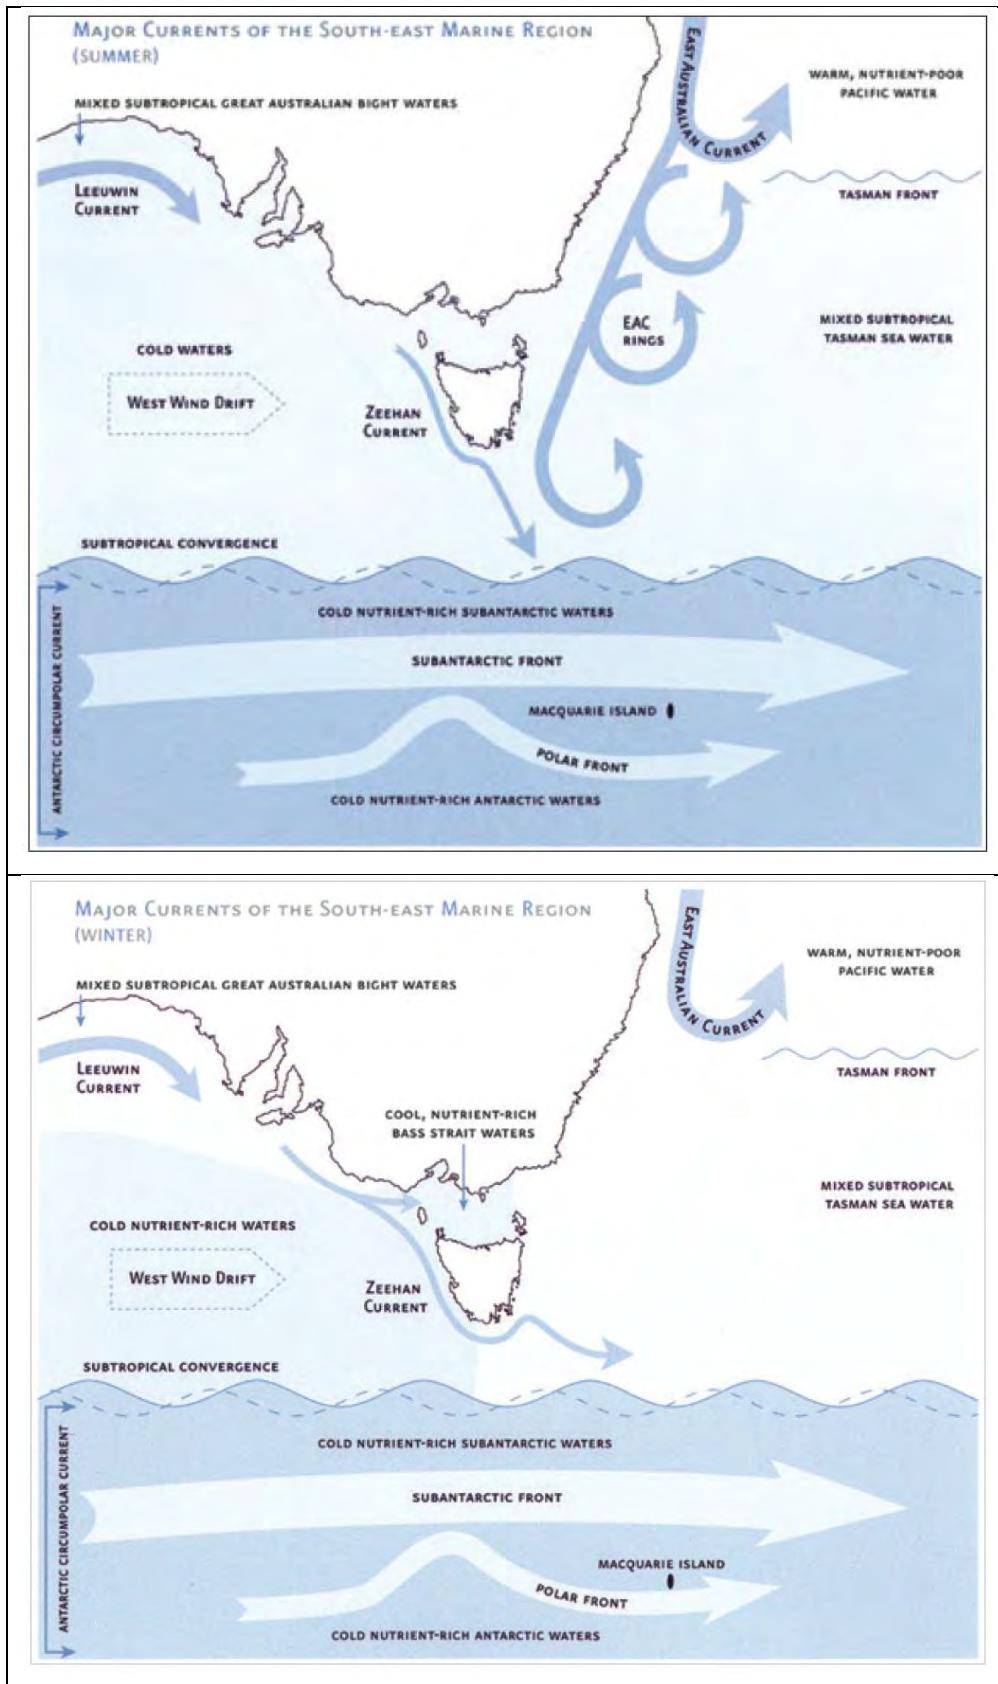 MAJOR CURRENTS OF THE SOUTH-EAST MARINE REGION
(SUMMER)
MIXED SUBTROPICAL GREAT AUSTRALIAN BIGHT WATERS
LEEUWIN
CURRENT
EAST AUSTRALIAN CURRENT
WARM, NUTRIENT-POOR
PACIFIC WATER
TASMAN FRONT
EAC
RINGS
MIXED SUBTROPICAL
TASMAN SEA WATER
COLD WATERS
WEST WIND DRIFT
ZEEHAN
CURRENT
SUBTROPICAL CONVERGENCE
ANTARCTIC CIRCUMPOLAR CURRENT
COLD NUTRIENT-RICH SUBANTARCTIC WATERS
SUBANTARCTIC FRONT
MACQUARIE ISLAND
POLAR FRONT
COLD NUTRIENT-RICH ANTARCTIC WATERS
MAJOR CURRENTS OF THE SOUTH-EAST MARINE REGION
(WINTER)
MIXED SUBTROPICAL GREAT AUSTRALIAN BIGHT WATERS
LEEUWIN
CURRENT
EAST AUSTRALIAN CURRENT
WARM, NUTRIENT-POOR
PACIFIC WATER
TASMAN FRONT
COOL, NUTRIENT-RICH
BASS STRAIT WATERS
MIXED SUBTROPICAL
TASMAN SEA WATER
COLD NUTRIENT-RICH WATERS
WEST WIND DRIFT
ZEEHAN
CURRENT
SUBTROPICAL CONVERGENCE
ANTARCTIC CIRCUMPOLAR CURRENT
COLD NUTRIENT-RICH SUBANTARCTIC WATERS
SUBANTARCTIC FRONT
MACQUARIE ISLAND
POLAR FRONT
COLD NUTRIENT-RICH ANTARCTIC WATERS